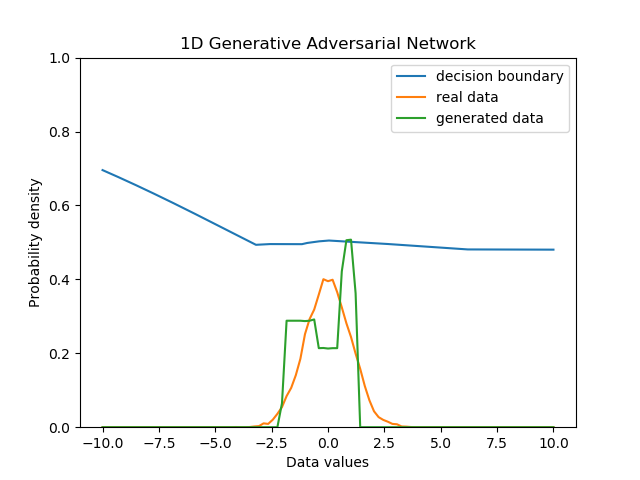 1D Generative Adversarial Network
1.0
0.8
0.6
0.4
0.2
0.0
Probability density
decision boundary
real data
generated data
−10.0 −7.5 −5.0 −2.5 0.0 2.5 5.0 7.5 10.0
Data values